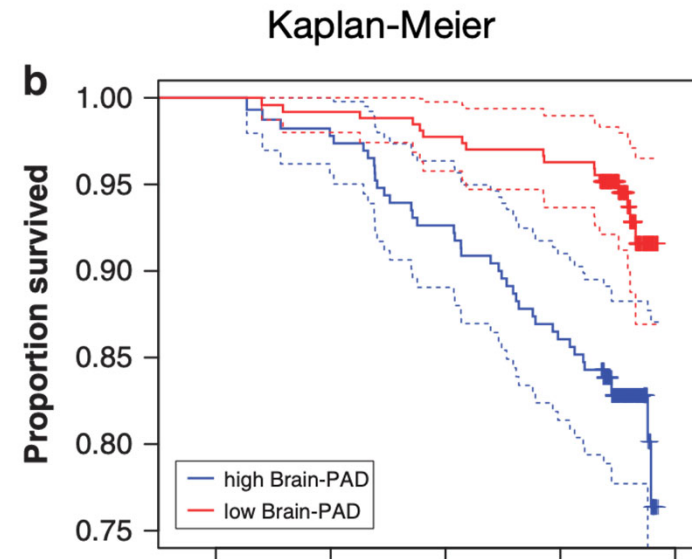 Kaplan-Meier
b
Proportion survived
1.00
0.95
0.90
0.85
0.80
0.75
high Brain-PAD
low Brain-PAD